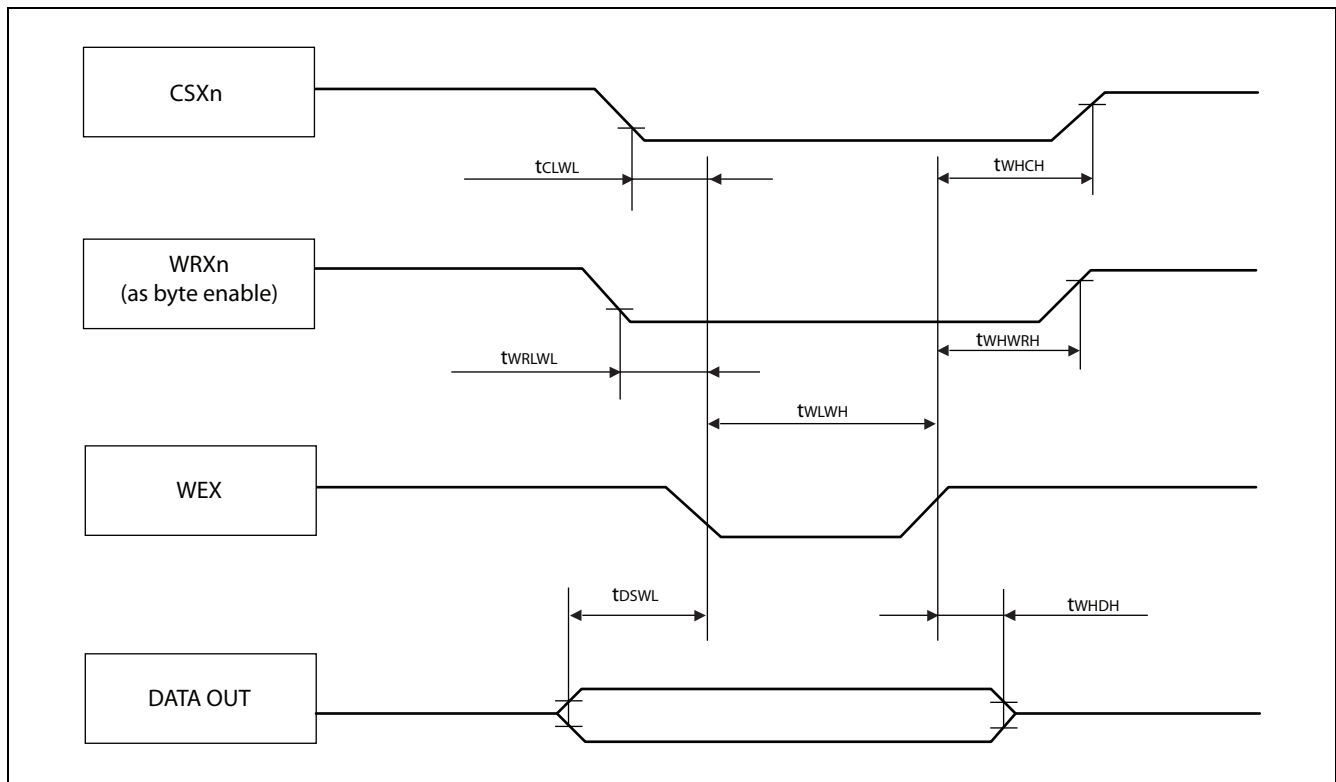 CSXn
tCLWL
tWHCH
WRXn
(as byte enable)
tWRLWL
tWHWRH
tWLWH
WEX
tDSWL
tWHDH
DATA OUT